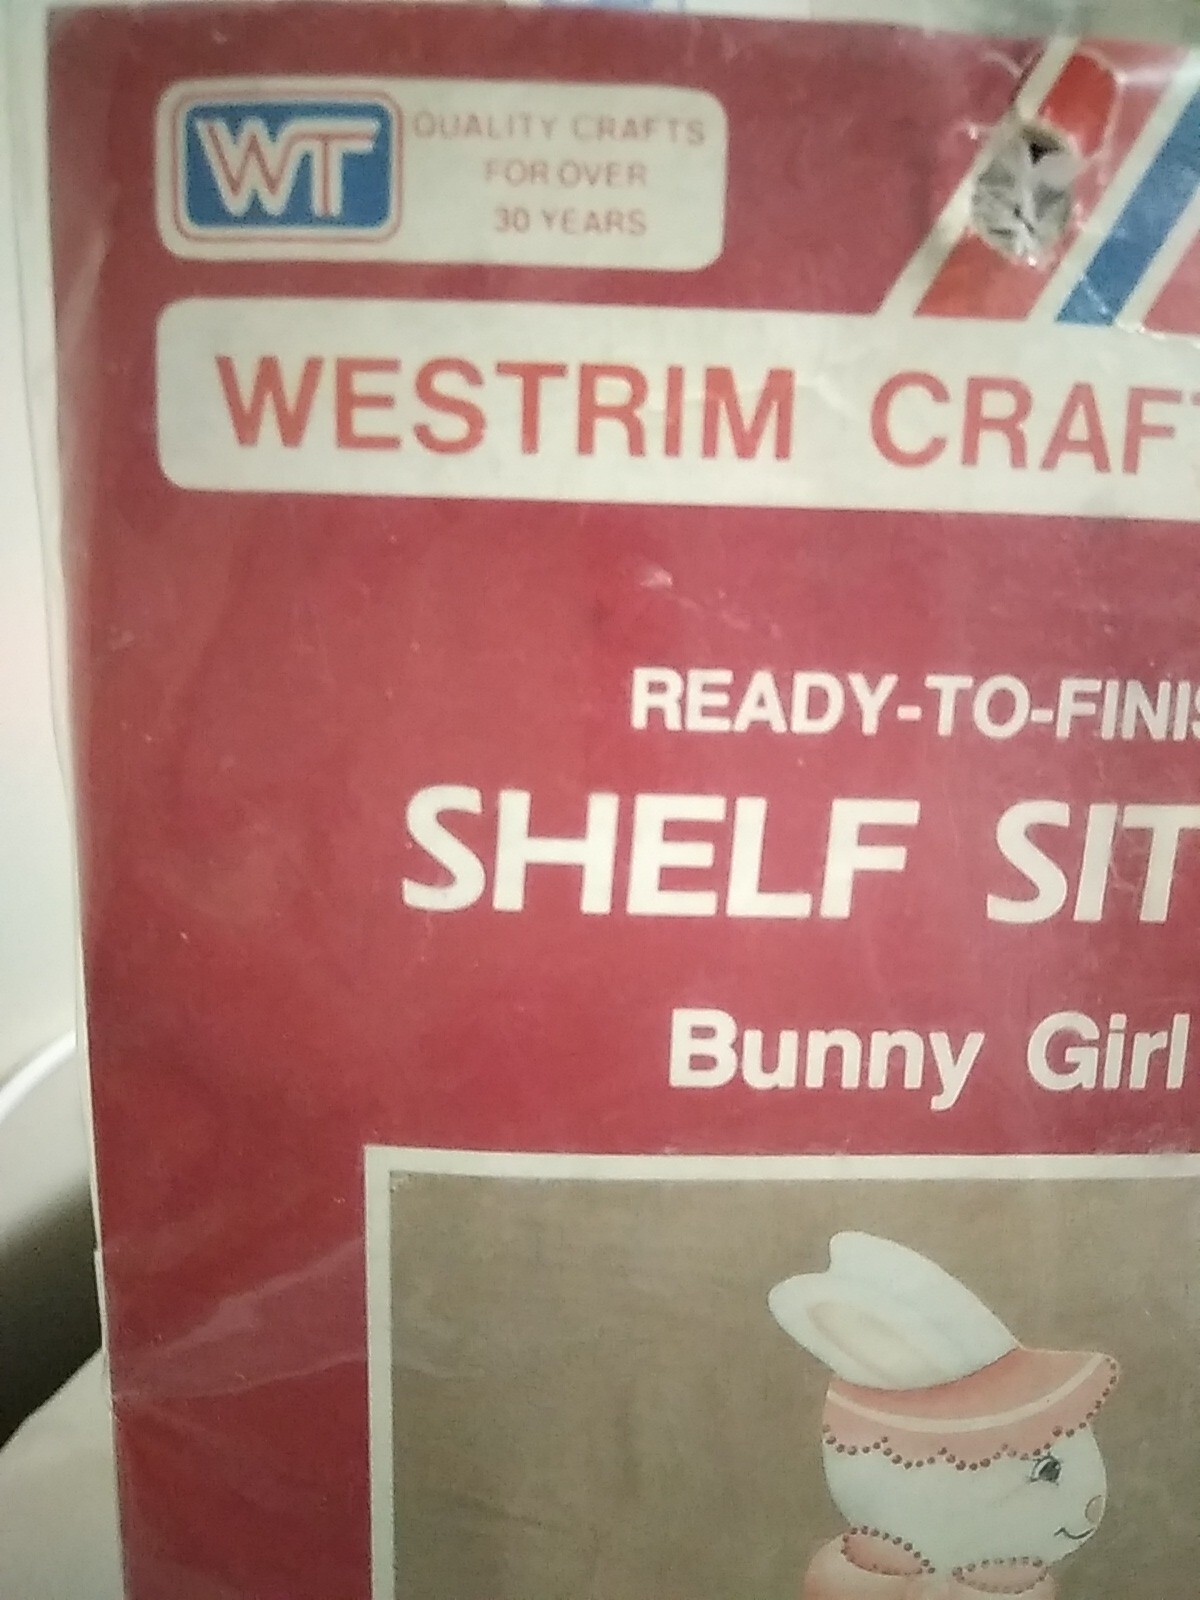 WT
QUALITY CRAFTS
FOR OVER
30 YEARS
WESTRIM CRAFT
READY-TO-FINIS
SHELF SIT
Bunny Girl